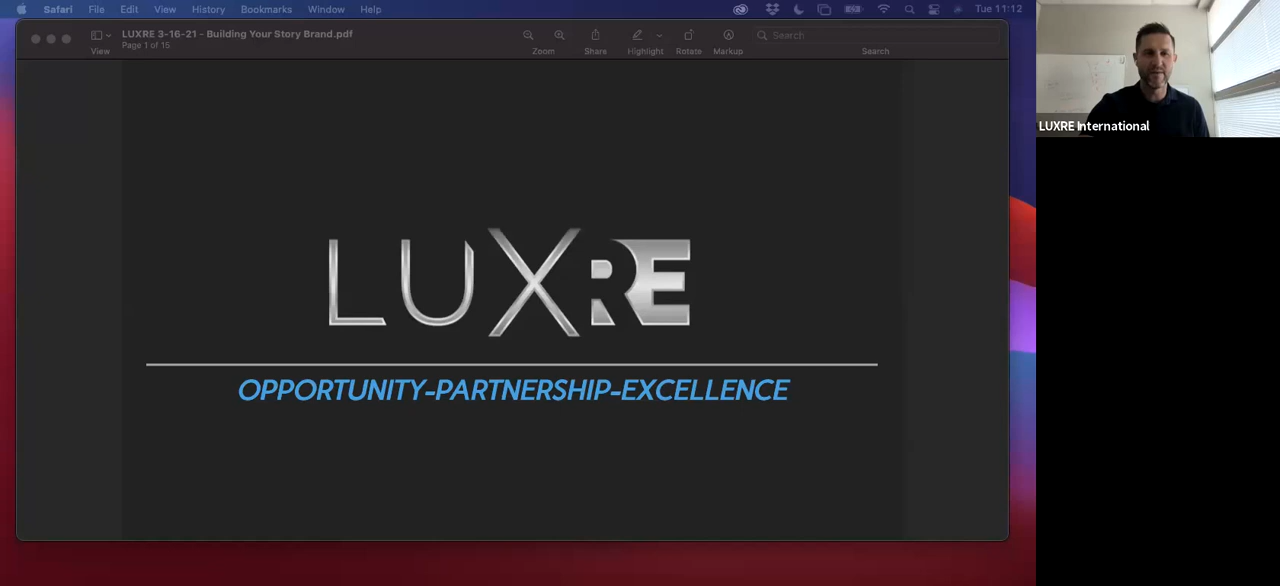 Safari File Edit View History Bookmarks Window Help Tue 11:12
LUXRE 3-16-21 - Building Your Story Brand.pdf
Page 1 of 15
View Zoom Share Highlight Rotate Markup Search
Search
LUXRE
OPPORTUNITY-PARTNERSHIP-EXCELLENCE
LUXRE International